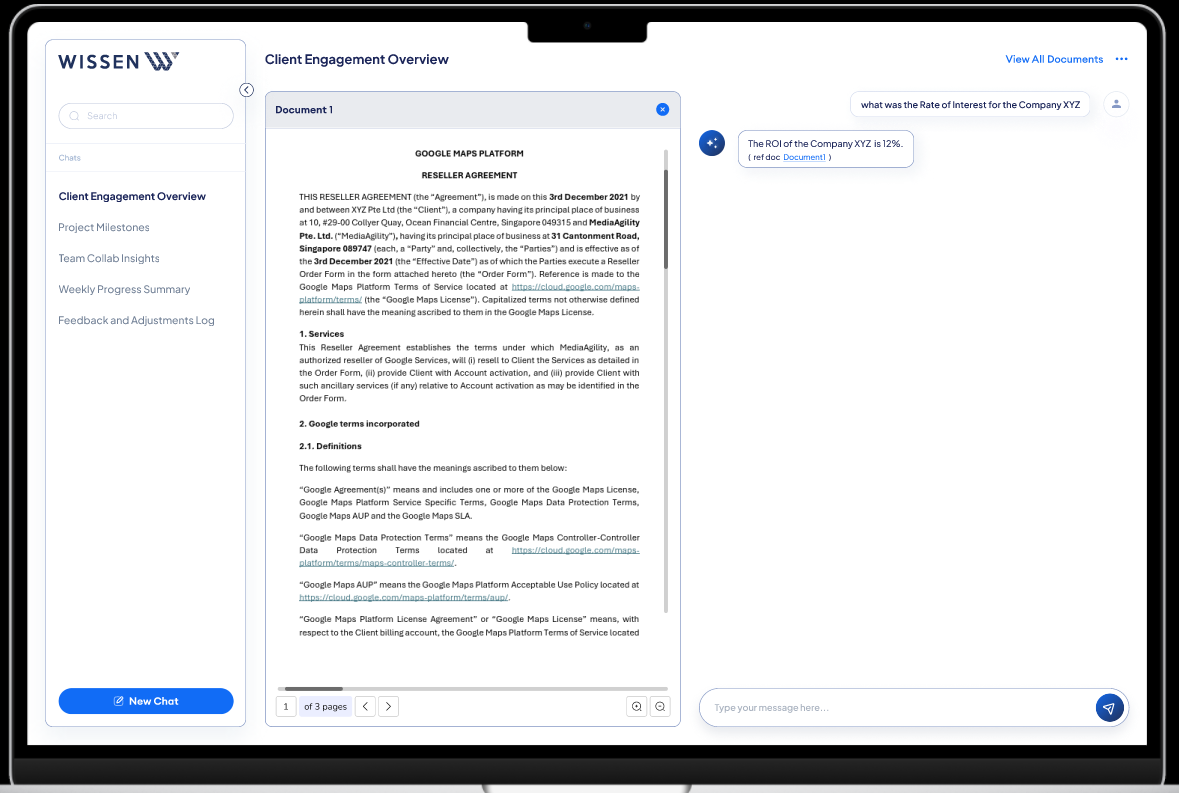 WISSEN
Search
Chats
Client Engagement Overview
Project Milestones
Team Collab Insights
Weekly Progress Summary
Feedback and Adjustments Log
New Chat
Client Engagement Overview
View All Documents
Document 1
GOOGLE MAPS PLATFORM
RESELLER AGREEMENT
THIS RESELLER AGREEMENT (the “Agreement”), is made on this 3rd December 2021 by
and between XYZ Pte Ltd (the “Client”), a company having its principal place of business
at 10, #29-00 Collyer Quay, Ocean Financial Centre, Singapore 049315 and MediaAgility
Pte. Ltd. (“MediaAgility”), having its principal place of business at 31 Cantonment Road,
Singapore 089747 (each, a “Party” and, collectively, the “Parties”) and is effective as of
the 3rd December 2021 (the “Effective Date”) as of which the Parties execute a Reseller
Order Form in the form attached hereto (the “Order Form”). Reference is made to the
Google Maps Platform Terms of Service located at https://cloud.google.com/maps-
platform/terms/ (the “Google Maps License”). Capitalized terms not otherwise defined
herein shall have the meaning ascribed to them in the Google Maps License.
1. Services
This Reseller Agreement establishes the terms under which MediaAgility, as an
authorized reseller of Google Services, will (i) resell to Client the Services as detailed in
the Order Form, (ii) provide Client with Account activation, and (iii) provide Client with
such ancillary services (if any) relative to Account activation as may be identified in the
Order Form.
2. Google terms incorporated
2.1. Definitions
The following terms shall have the meanings ascribed to them below:
“Google Agreement(s)” means and includes one or more of the Google Maps License,
Google Maps Platform Service Specific Terms, Google Maps Data Protection Terms,
Google Maps AUP and the Google Maps SLA.
“Google Maps Data Protection Terms” means the Google Maps Controller-Controller
Data Protection Terms located at https://cloud.google.com/maps-
platform/terms/maps-controller-terms/.
“Google Maps AUP” means the Google Maps Platform Acceptable Use Policy located at
https://cloud.google.com/maps-platform/terms/aup/.
“Google Maps Platform License Agreement” or “Google Maps License” means, with
respect to the Client billing account, the Google Maps Platform Terms of Service located
1 of 3 pages
what was the Rate of Interest for the Company XYZ
The ROI of the Company XYZ is 12%.
( ref doc Document1 )
Type your message here...